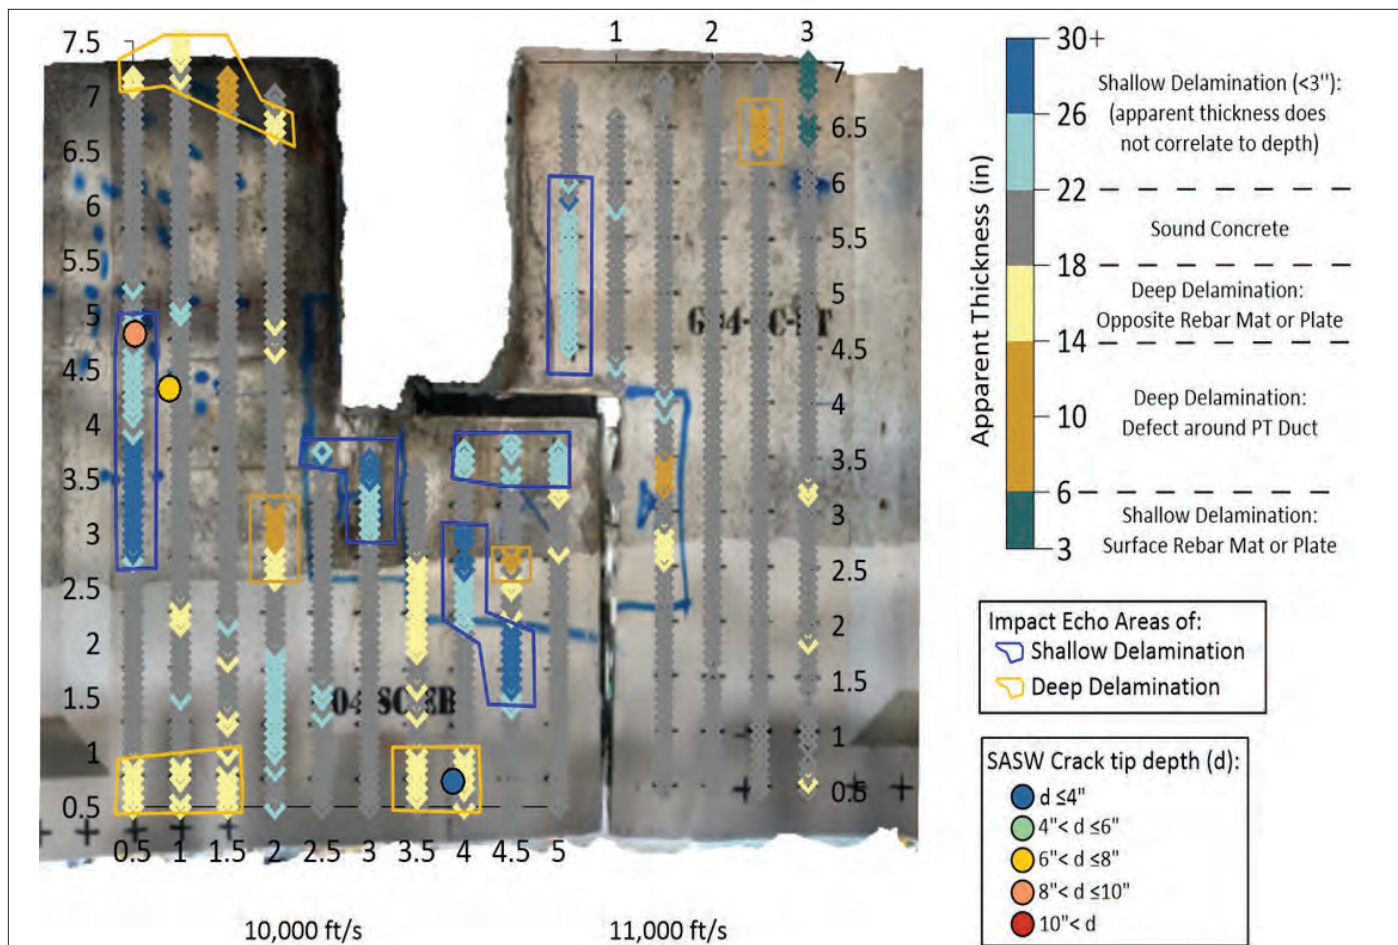 7.5
7
6.5
6
5.5
5
4.5
4
3.5
3
2.5
2
1.5
1
0.5
0.5 1 1.5 2 2.5 3 3.5 4 4.5 5
10,000 ft/s
1 2 3
7
6.5
6
5.5
5
4.5
4
3.5
3
2.5
2
1.5
1
0.5
11,000 ft/s
Apparent Thickness (in)
30+
26
22
18
14
10
6
3
Shallow Delamination (<3"):
(apparent thickness does
not correlate to depth)
Sound Concrete
Deep Delamination:
Opposite Rebar Mat or Plate
Deep Delamination:
Defect around PT Duct
Shallow Delamination:
Surface Rebar Mat or Plate
Impact Echo Areas of:
Shallow Delamination
Deep Delamination
SASW Crack tip depth (d):
d ≤4"
4"< d ≤6"
6"< d ≤8"
8"< d ≤10"
10"< d